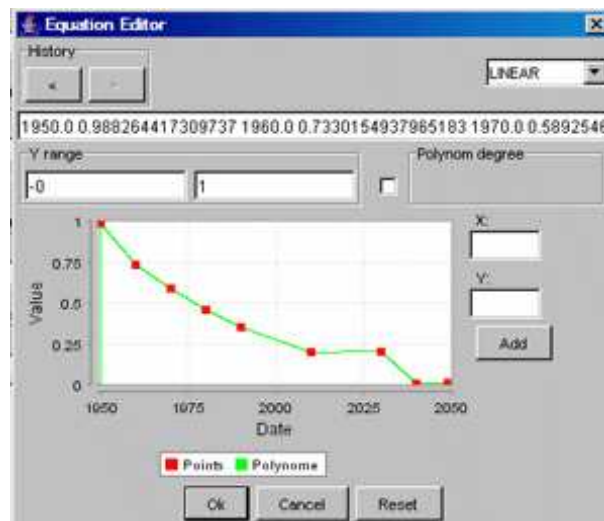 Equation Editor
History
LINEAR
1950.0 0.9882644173097​37 1960.0 0.7330154937965183 1970.0 0.5892546
Y range
Polynom degree
-0
1
X:
Y:
Add
1
0.75
0.5
0.25
0
Value
1950 1975 2000 2025 2050
Date
Points Polynome
Ok Cancel Reset